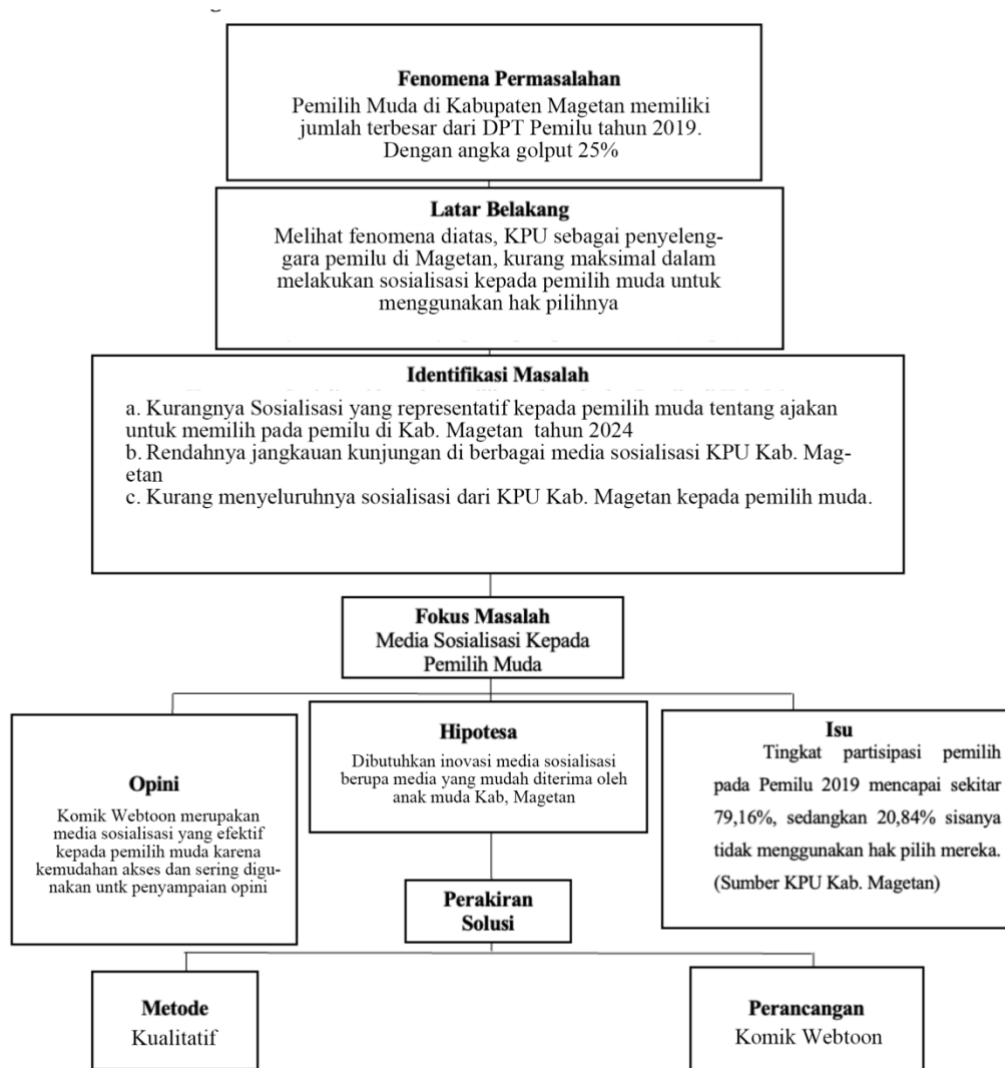 Fenomena Permasalahan
Pemilih Muda di Kabupaten Magetan memiliki
jumlah terbesar dari DPT Pemilu tahun 2019.
Dengan angka golput 25%
Latar Belakang
Melihat fenomena diatas, KPU sebagai penyeleng-
gara pemilu di Magetan, kurang maksimal dalam
melakukan sosialisasi kepada pemilih muda untuk
menggunakan hak pilihnya
Identifikasi Masalah
a. Kurangnya Sosialisasi yang representatif kepada pemilih muda tentang ajakan
untuk memilih pada pemilu di Kab. Magetan tahun 2024
b. Rendahnya jangkauan kunjungan di berbagai media sosialisasi KPU Kab. Mag-
etan
c. Kurang menyeluruhnya sosialisasi dari KPU Kab. Magetan kepada pemilih muda.
Fokus Masalah
Media Sosialisasi Kepada
Pemilih Muda
Opini
Komik Webtoon merupakan
media sosialisasi yang efektif
kepada pemilih muda karena
kemudahan akses dan sering digu-
nakan untk penyampaian opini
Hipotesa
Dibutuhkan inovasi media sosialisasi
berupa media yang mudah diterima oleh
anak muda Kab, Magetan
Isu
Tingkat partisipasi pemilih
pada Pemilu 2019 mencapai sekitar
79,16%, sedangkan 20,84% sisanya
tidak menggunakan hak pilih mereka.
(Sumber KPU Kab. Magetan)
Perakiran
Solusi
Metode
Kualitatif
Perancangan
Komik Webtoon